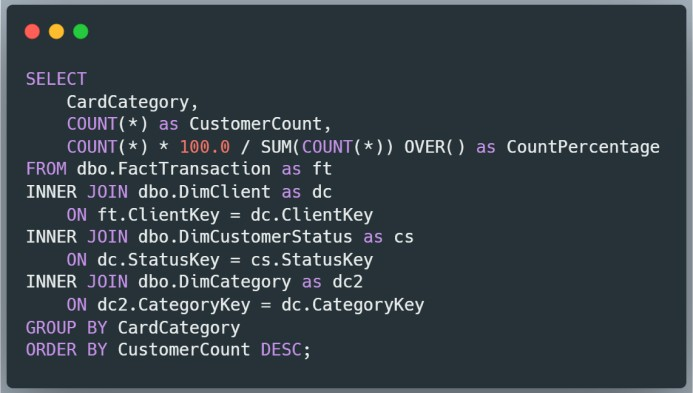 SELECT
    CardCategory,
    COUNT(*) as CustomerCount,
    COUNT(*) * 100.0 / SUM(COUNT(*)) OVER() as CountPercentage
FROM dbo.FactTransaction as ft
INNER JOIN dbo.DimClient as dc
    ON ft.ClientKey = dc.ClientKey
INNER JOIN dbo.DimCustomerStatus as cs
    ON dc.StatusKey = cs.StatusKey
INNER JOIN dbo.DimCategory as dc2
    ON dc2.CategoryKey = dc.CategoryKey
GROUP BY CardCategory
ORDER BY CustomerCount DESC;